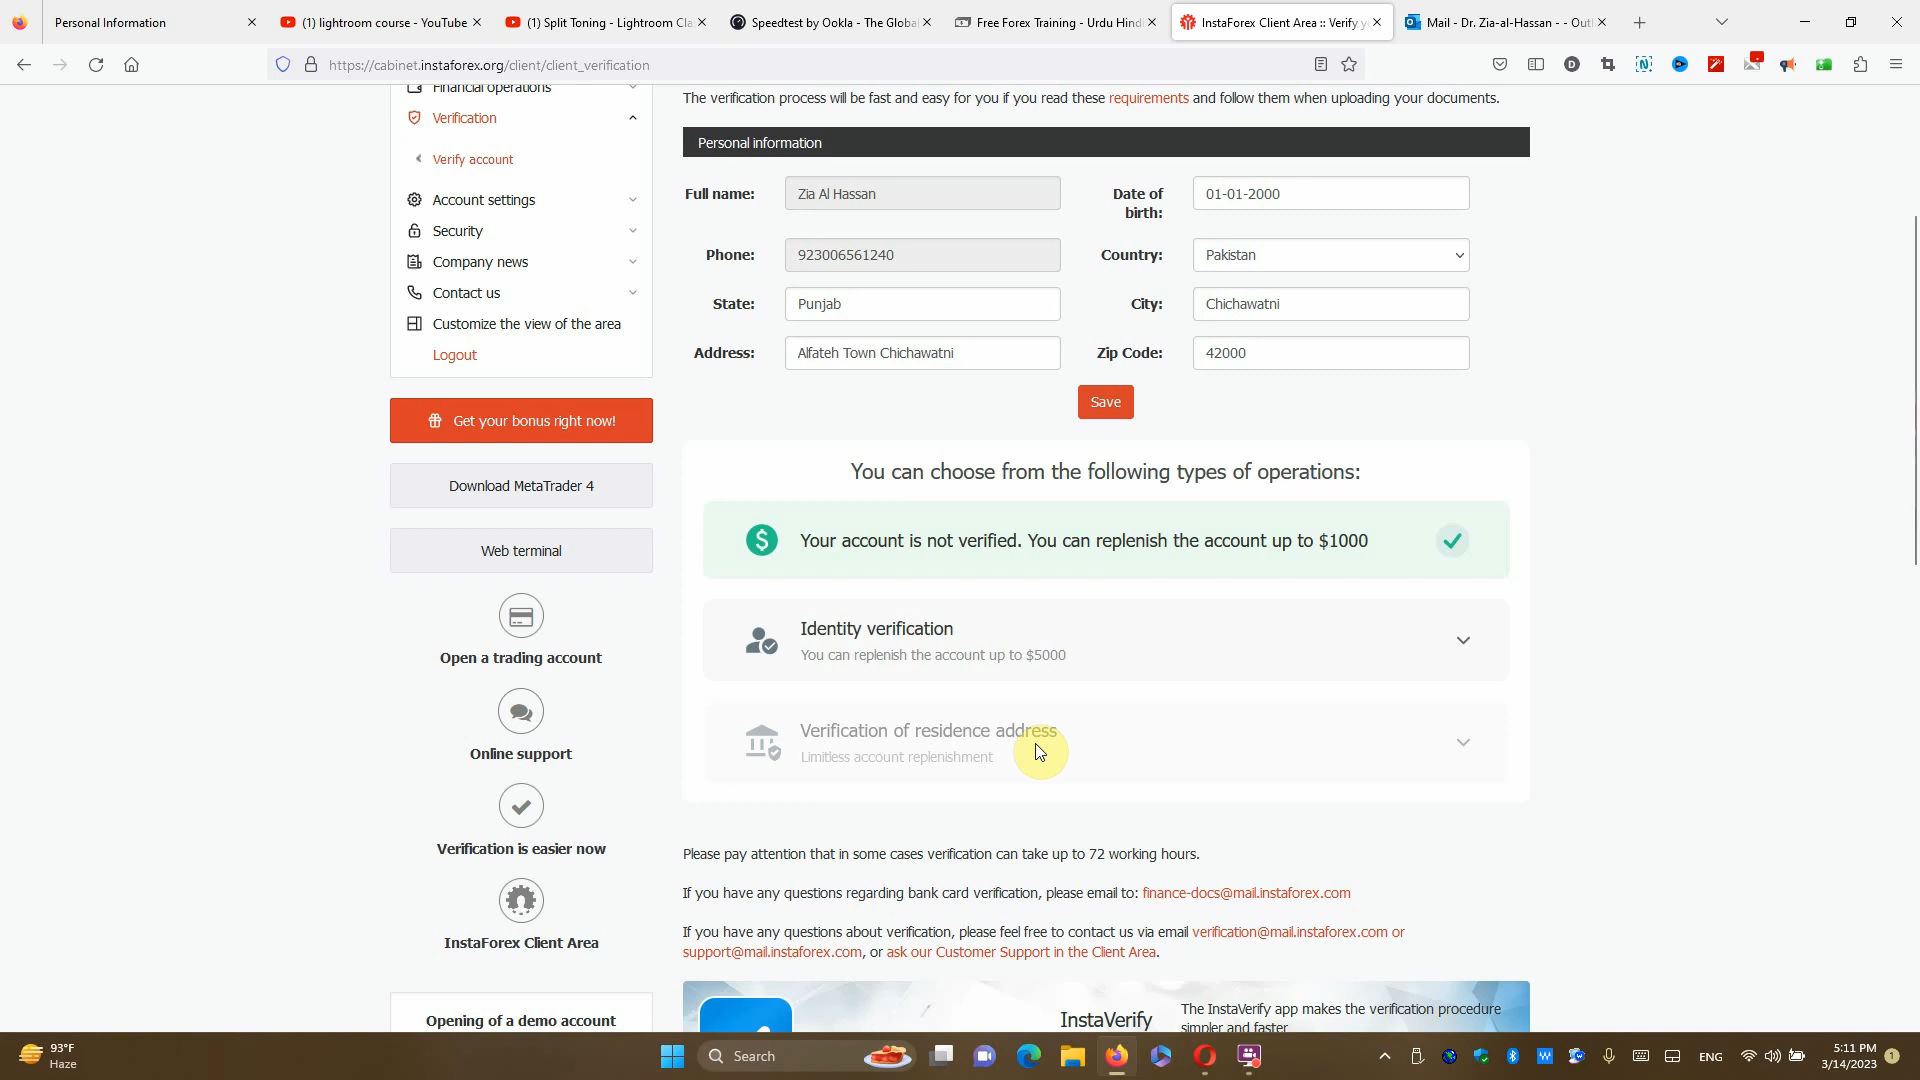 Personal Information
(1) lightroom course - YouTube
(1) Split Toning - Lightroom Cla
Speedtest by Ookla - The Global
Free Forex Training - Urdu Hindi
InstaForex Client Area :: Verify y
Mail - Dr. Zia-al-Hassan - - Outl
https://cabinet.instaforex.org/client/client_verification
Financial operations
Verification
Verify account
Account settings
Security
Company news
Contact us
Customize the view of the area
Logout
Get your bonus right now!
Download MetaTrader 4
Web terminal
Open a trading account
Online support
Verification is easier now
InstaForex Client Area
Opening of a demo account
The verification process will be fast and easy for you if you read these requirements and follow them when uploading your documents.
Personal information
Full name: Zia Al Hassan
Date of birth: 01-01-2000
Phone: 923006561240
Country: Pakistan
State: Punjab
City: Chichawatni
Address: Alfateh Town Chichawatni
Zip Code: 42000
Save
You can choose from the following types of operations:
Your account is not verified. You can replenish the account up to $1000
Identity verification
You can replenish the account up to $5000
Verification of residence address
Limitless account replenishment
Please pay attention that in some cases verification can take up to 72 working hours.
If you have any questions regarding bank card verification, please email to: finance-docs@mail.instaforex.com
If you have any questions about verification, please feel free to contact us via email verification@mail.instaforex.com or
support@mail.instaforex.com, or ask our Customer Support in the Client Area.
InstaVerify
The InstaVerify app makes the verification procedure
simpler and faster
93°F
Haze
Search
ENG
5:11 PM
3/14/2023
1